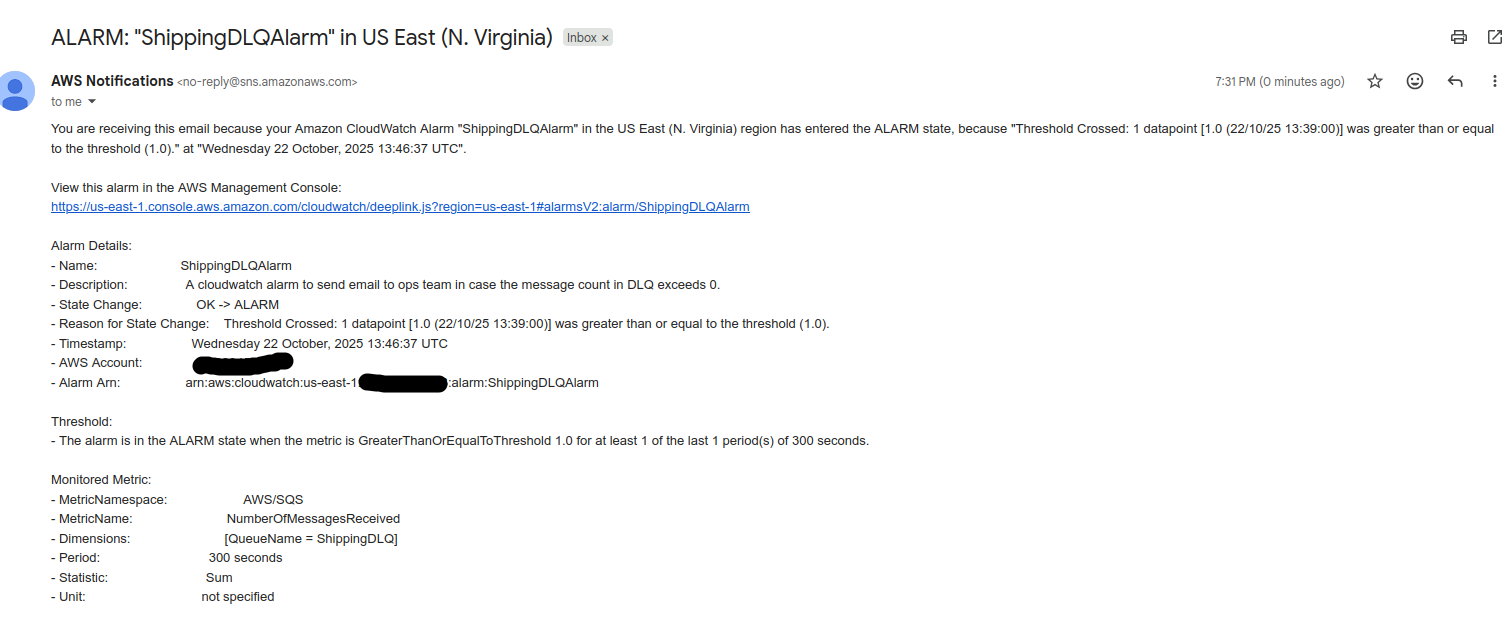 ALARM: "ShippingDLQAlarm" in US East (N. Virginia) Inbox ×
AWS Notifications <no-reply@sns.amazonaws.com> 7:31 PM (0 minutes ago)
to me
You are receiving this email because your Amazon CloudWatch Alarm "ShippingDLQAlarm" in the US East (N. Virginia) region has entered the ALARM state, because "Threshold Crossed: 1 datapoint [1.0 (22/10/25 13:39:00)] was greater than or equal
to the threshold (1.0)." at "Wednesday 22 October, 2025 13:46:37 UTC".
View this alarm in the AWS Management Console:
https://us-east-1.console.aws.amazon.com/cloudwatch/deeplink.js?region=us-east-1#alarmsV2:alarm/ShippingDLQAlarm
Alarm Details:
- Name: ShippingDLQAlarm
- Description: A cloudwatch alarm to send email to ops team in case the message count in DLQ exceeds 0.
- State Change: OK -> ALARM
- Reason for State Change: Threshold Crossed: 1 datapoint [1.0 (22/10/25 13:39:00)] was greater than or equal to the threshold (1.0).
- Timestamp: Wednesday 22 October, 2025 13:46:37 UTC
- AWS Account:
- Alarm Arn: arn:aws:cloudwatch:us-east-1 :alarm:ShippingDLQAlarm
Threshold:
- The alarm is in the ALARM state when the metric is GreaterThanOrEqualToThreshold 1.0 for at least 1 of the last 1 period(s) of 300 seconds.
Monitored Metric:
- MetricNamespace: AWS/SQS
- MetricName: NumberOfMessagesReceived
- Dimensions: [QueueName = ShippingDLQ]
- Period: 300 seconds
- Statistic: Sum
- Unit: not specified